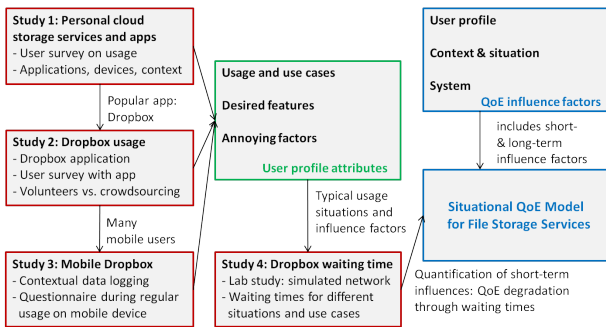 Study 1: Personal cloud
storage services and apps
- User survey on usage
- Applications, devices, context
Popular app:
Dropbox
Study 2: Dropbox usage
- Dropbox application
- User survey with app
- Volunteers vs. crowdsourcing
Many
mobile users
Study 3: Mobile Dropbox
- Contextual data logging
- Questionnaire during regular
usage on mobile device
Usage and use cases
Desired features
Annoying factors
User profile attributes
Typical usage
situations and
influence factors
Study 4: Dropbox waiting time
- Lab study: simulated network
- Waiting times for different
situations and use cases
User profile
Context & situation
System
QoE influence factors
includes short-
& long-term
influence factors
Situational QoE Model
for File Storage Services
Quantification of short-term
influences: QoE degradation
through waiting times